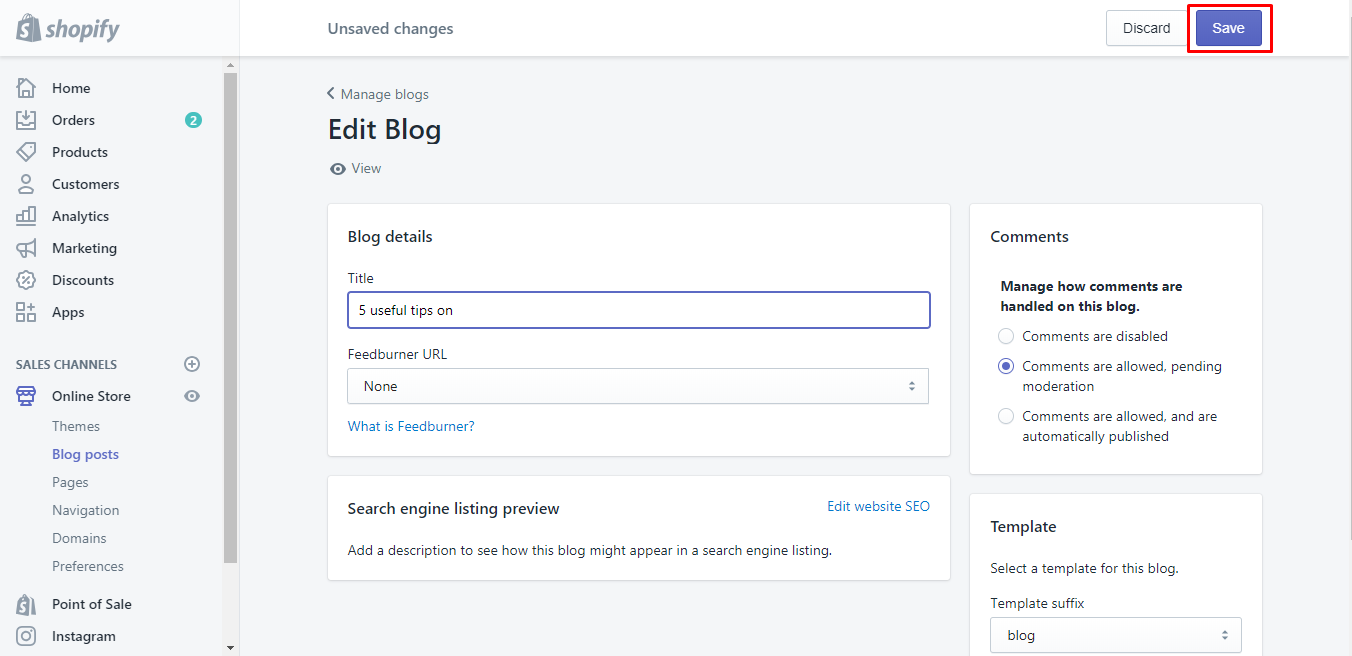 shopify
Unsaved changes
Discard
Save
Home
Orders
2
Products
Customers
Analytics
Marketing
Discounts
Apps
SALES CHANNELS
Online Store
Themes
Blog posts
Pages
Navigation
Domains
Preferences
Point of Sale
Instagram
Manage blogs
Edit Blog
View
Blog details
Title
5 useful tips on
Feedburner URL
None
What is Feedburner?
Search engine listing preview
Edit website SEO
Add a description to see how this blog might appear in a search engine listing.
Comments
Manage how comments are
handled on this blog.
Comments are disabled
Comments are allowed, pending
moderation
Comments are allowed, and are
automatically published
Template
Select a template for this blog.
Template suffix
blog